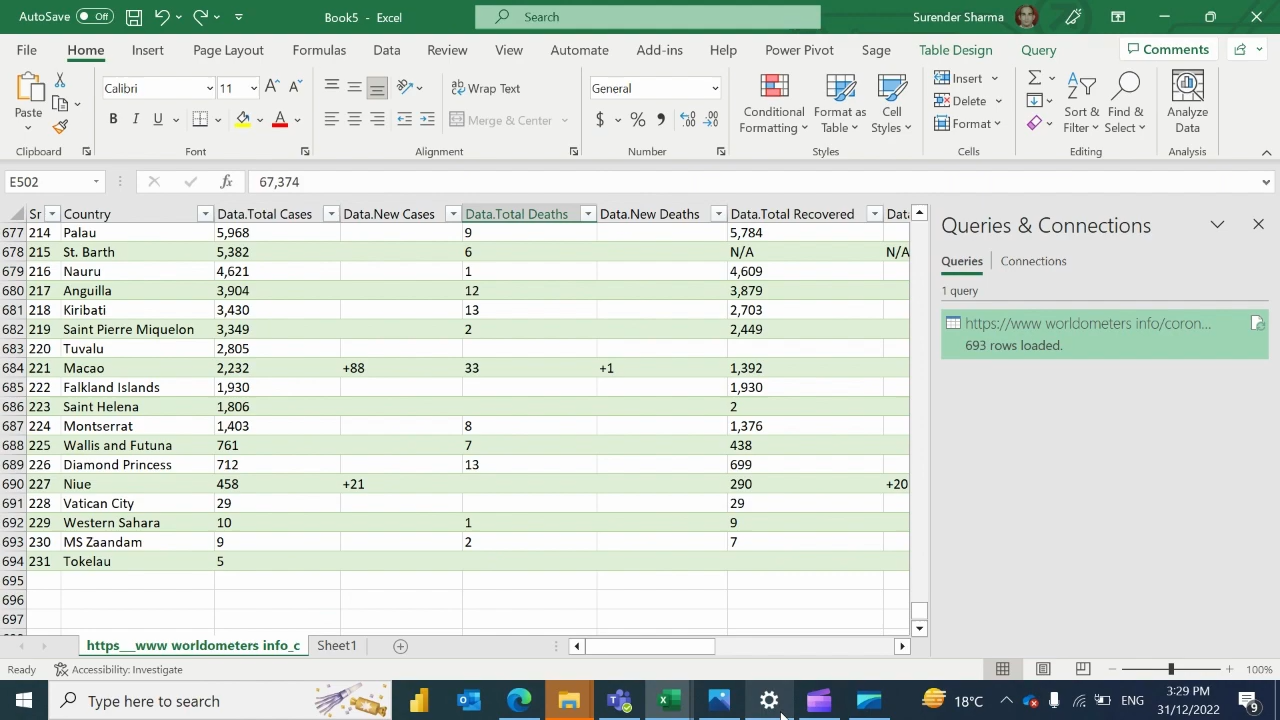 AutoSave Off Book5 - Excel Search Surender Sharma
File Home Insert Page Layout Formulas Data Review View Automate Add-ins Help Power Pivot Sage Table Design Query Comments
Calibri 11 Wrap Text General Insert
Paste Conditional Formatting Format as Table Cell Styles Delete Sort & Filter Find & Select Analyze Data
Merge & Center Format
Clipboard Font Alignment Number Styles Cells Editing Analysis
E502 fx 67,374
Sr Country Data.Total Cases Data.New Cases Data.Total Deaths Data.New Deaths Data.Total Recovered Data
677 214 Palau 5,968 9 5,784
678 215 St. Barth 5,382 6 N/A N/A
679 216 Nauru 4,621 1 4,609
680 217 Anguilla 3,904 12 3,879
681 218 Kiribati 3,430 13 2,703
682 219 Saint Pierre Miquelon 3,349 2 2,449
683 220 Tuvalu 2,805
684 221 Macao 2,232 +88 33 +1 1,392
685 222 Falkland Islands 1,930 1,930
686 223 Saint Helena 1,806 2
687 224 Montserrat 1,403 8 1,376
688 225 Wallis and Futuna 761 7 438
689 226 Diamond Princess 712 13 699
690 227 Niue 458 +21 290 +20
691 228 Vatican City 29 29
692 229 Western Sahara 10 1 9
693 230 MS Zaandam 9 2 7
694 231 Tokelau 5
695
696
697
Queries & Connections
Queries Connections
1 query
https://www worldometers info/coron...
693 rows loaded.
https___www worldometers info_c Sheet1
Ready Accessibility: Investigate 100%
Type here to search 18°C ENG 3:29 PM
31/12/2022 9